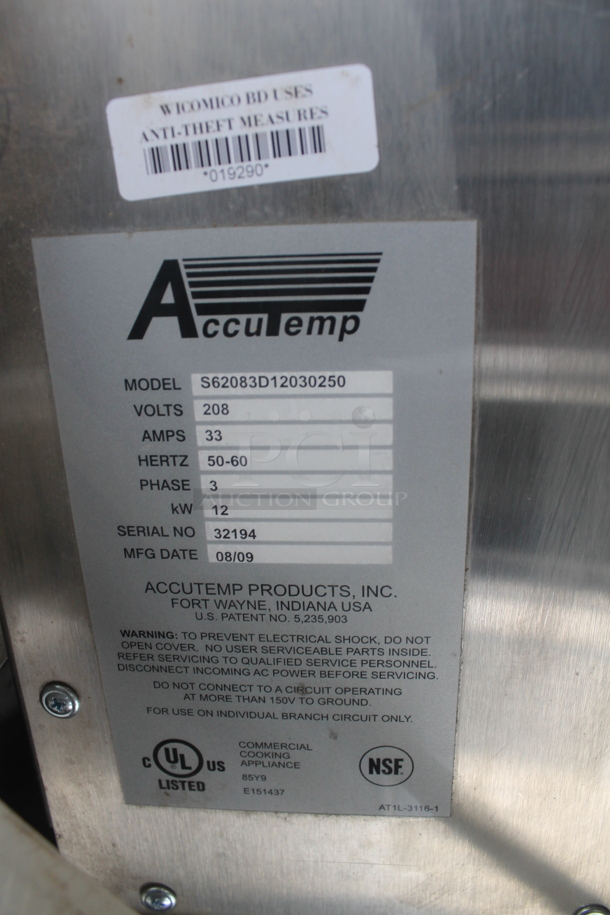 WICOMICO BD USES
ANTI-THEFT MEASURES
*019290*
AccuTemp
MODEL S62083D12030250
VOLTS 208
AMPS 33
HERTZ 50-60
PHASE 3
kW 12
SERIAL NO 32194
MFG DATE 08/09
PCI
AUCTION GROUP
ACCUTEMP PRODUCTS, INC.
FORT WAYNE, INDIANA USA
U.S. PATENT NO. 5,235,903
WARNING: TO PREVENT ELECTRICAL SHOCK, DO NOT
OPEN COVER. NO USER SERVICEABLE PARTS INSIDE.
REFER SERVICING TO QUALIFIED SERVICE PERSONNEL.
DISCONNECT INCOMING AC POWER BEFORE SERVICING.
DO NOT CONNECT TO A CIRCUIT OPERATING
AT MORE THAN 150V TO GROUND.
FOR USE ON INDIVIDUAL BRANCH CIRCUIT ONLY.
C UL US
LISTED
COMMERCIAL
COOKING
APPLIANCE
85Y9
E151437
NSF
AT1L-3116-1